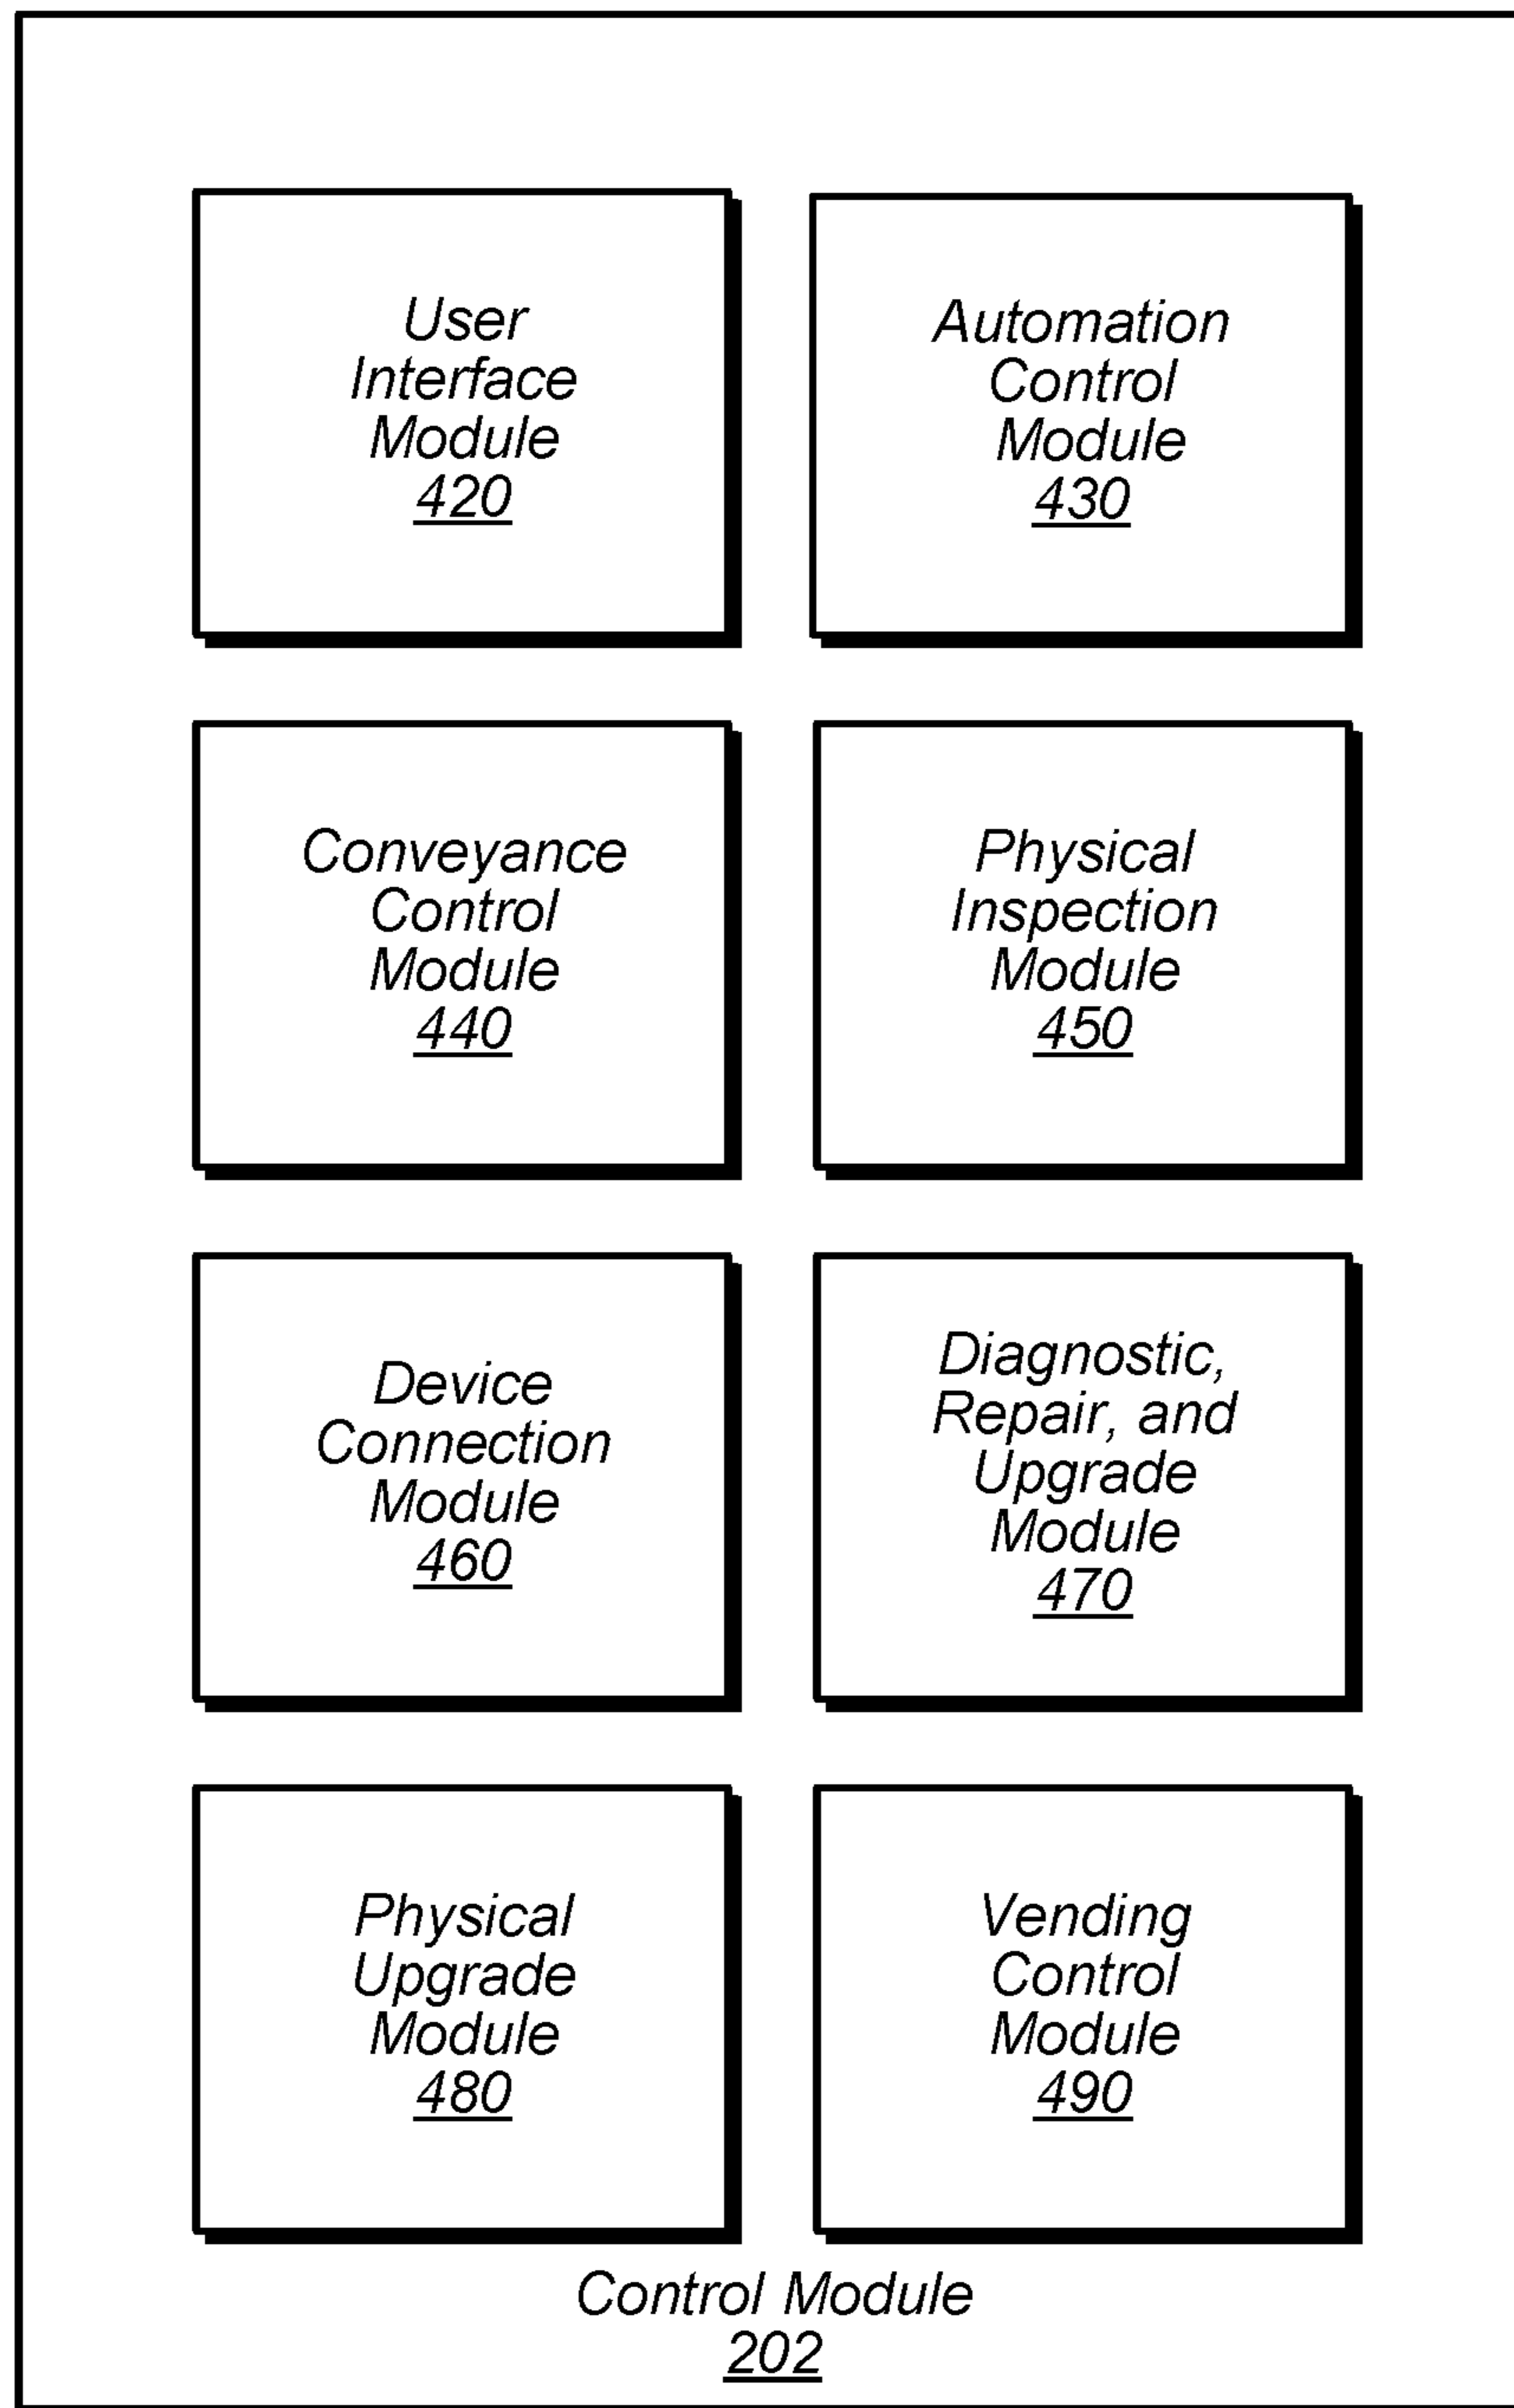 User
Interface
Module
420
Automation
Control
Module
430
Conveyance
Control
Module
440
Physical
Inspection
Module
450
Device
Connection
Module
460
Diagnostic,
Repair, and
Upgrade
Module
470
Physical
Upgrade
Module
480
Vending
Control
Module
490
Control Module
202